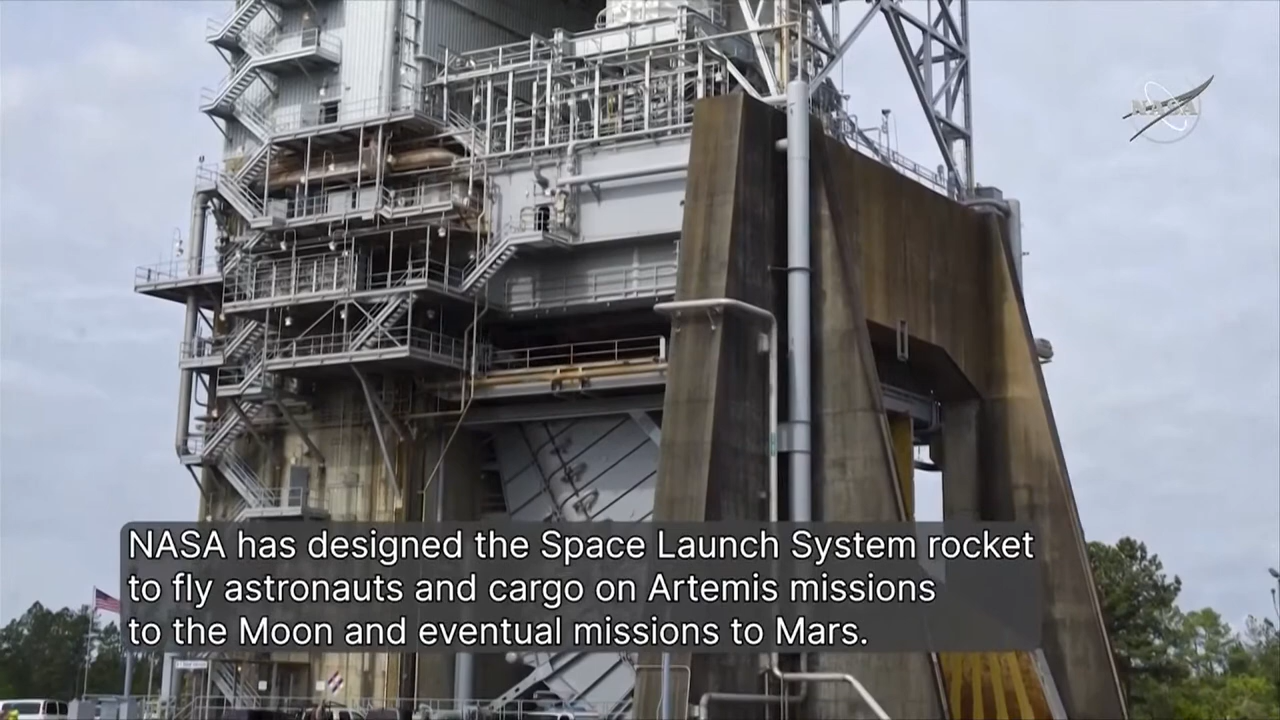 NASA
NASA has designed the Space Launch System rocket
to fly astronauts and cargo on Artemis missions
to the Moon and eventual missions to Mars.